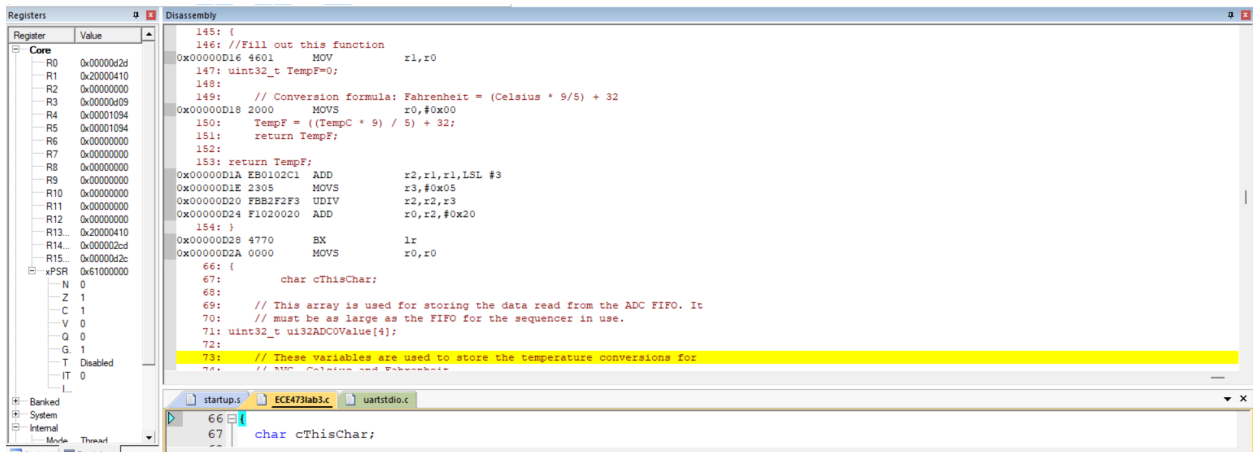 Registers
Register Value
Core
R0 0x00000d2d
R1 0x20000410
R2 0x00000000
R3 0x00000d09
R4 0x00001094
R5 0x00001094
R6 0x00000000
R7 0x00000000
R8 0x00000000
R9 0x00000000
R10 0x00000000
R11 0x00000000
R12 0x00000000
R13... 0x20000410
R14... 0x000002cd
R15... 0x00000d2c
xPSR 0x61000000
N 0
Z 1
C 1
V 0
Q 0
G. 1
T Disabled
IT 0
I...
Banked
System
Internal
Mode Thread
Disassembly
145: {
146: //Fill out this function
0x00000D16 4601 MOV r1,r0
147: uint32_t TempF=0;
148:
149: // Conversion formula: Fahrenheit = (Celsius * 9/5) + 32
0x00000D18 2000 MOVS r0,#0x00
150: TempF = ((TempC * 9) / 5) + 32;
151: return TempF;
152:
153: return TempF;
0x00000D1A EB0102C1 ADD r2,r1,r1,LSL #3
0x00000D1E 2305 MOVS r3,#0x05
0x00000D20 FBB2F2F3 UDIV r2,r2,r3
0x00000D24 F1020020 ADD r0,r2,#0x20
154: }
0x00000D28 4770 BX lr
0x00000D2A 0000 MOVS r0,r0
66: {
67: char cThisChar;
68:
69: // This array is used for storing the data read from the ADC FIFO. It
70: // must be as large as the FIFO for the sequencer in use.
71: uint32_t ui32ADC0Value[4];
72:
73: // These variables are used to store the temperature conversions for
74: // AVG, Celsius and Fahrenheit
startup.s ECE473lab3.c uartstdio.c
66 {
67 char cThisChar;